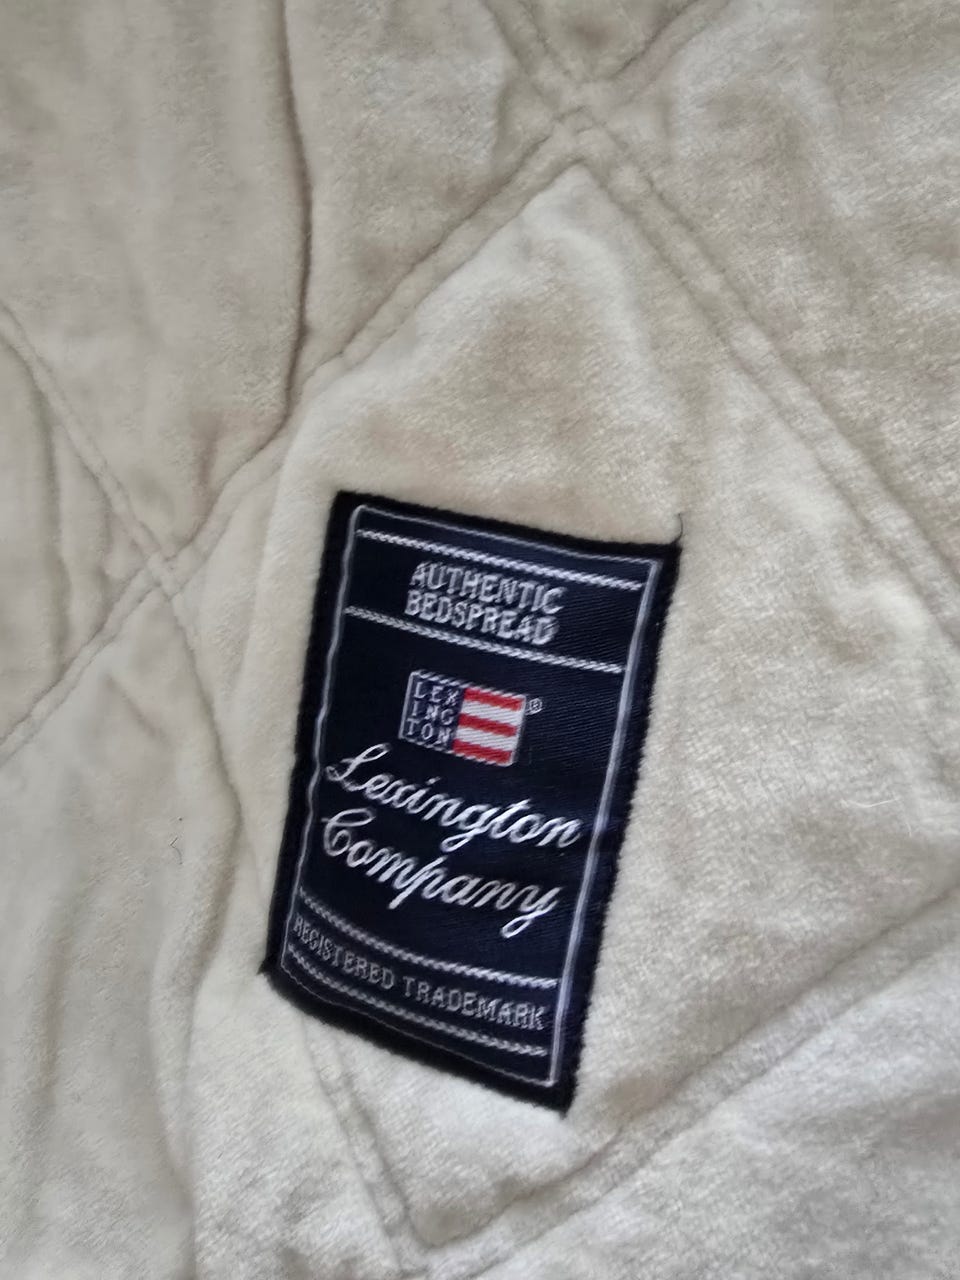 AUTHENTIC
BEDSPREAD
LEX
ING
TON
®
Lexington
Company
REGISTERED TRADEMARK